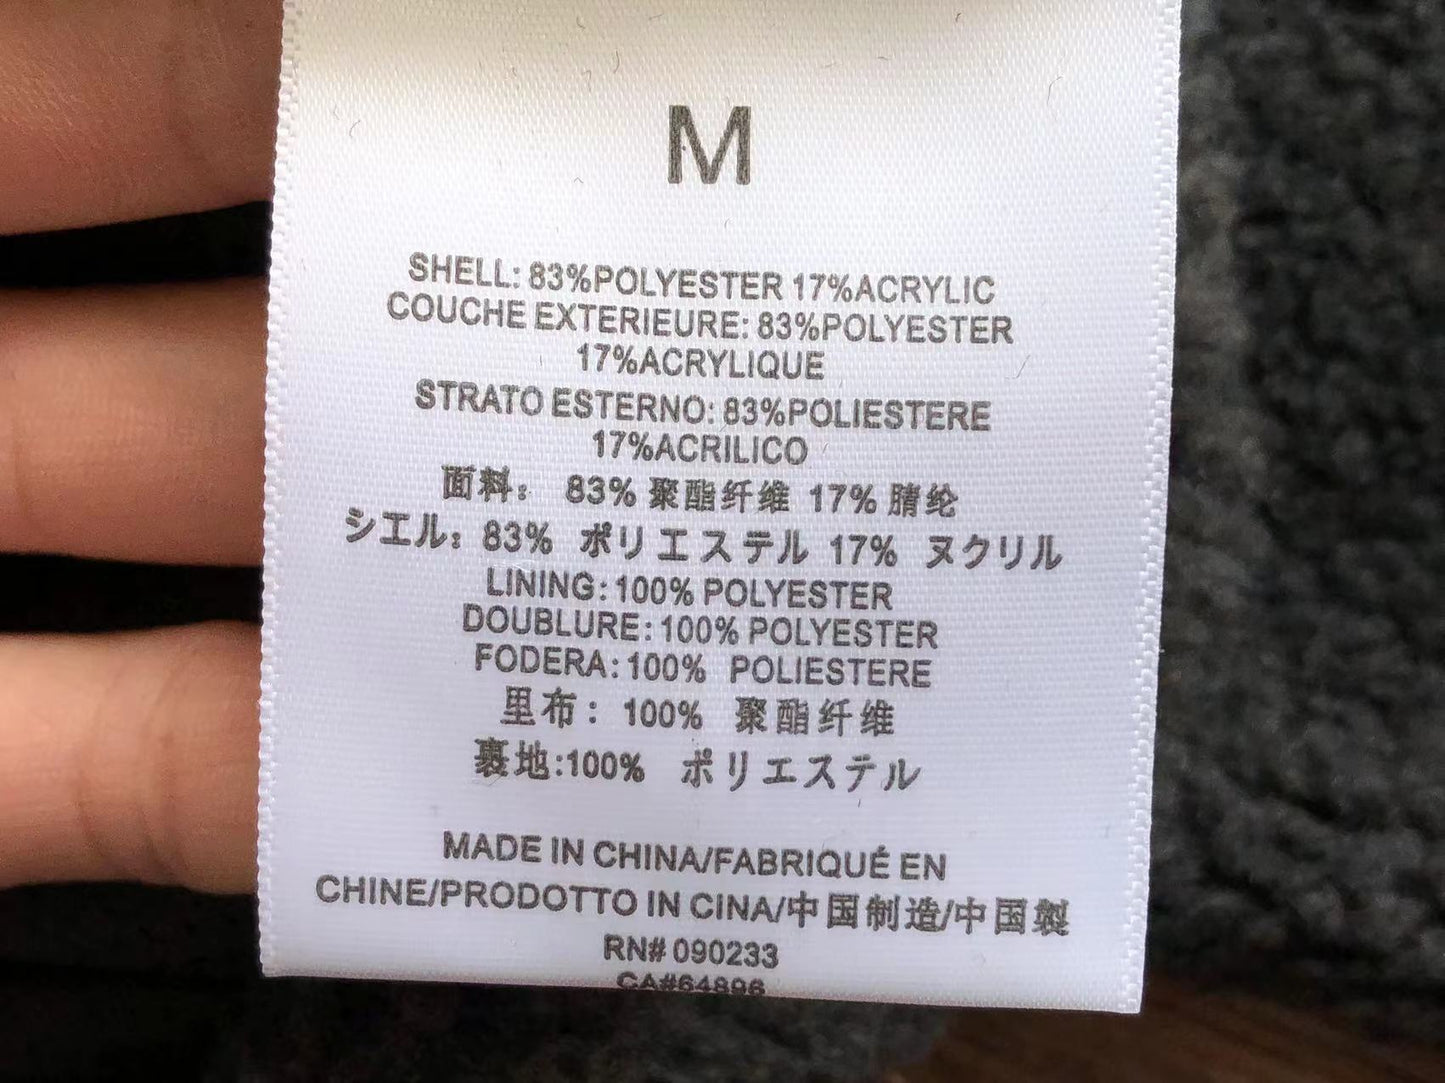 M
SHELL: 83%POLYESTER 17%ACRYLIC
COUCHE EXTERIEURE: 83%POLYESTER
17%ACRYLIQUE
STRATO ESTERNO: 83%POLIESTERE
17%ACRILICO
面料： 83% 聚酯纤维 17% 腈纶
シエル： 83% ポリエステル 17% ヌクリル
LINING: 100% POLYESTER
DOUBLURE: 100% POLYESTER
FODERA: 100% POLIESTERE
里布： 100% 聚酯纤维
裏地:100% ポリエステル
MADE IN CHINA/FABRIQUÉ EN
CHINE/PRODOTTO IN CINA/中国制造/中国製
RN# 090233
CA#64896